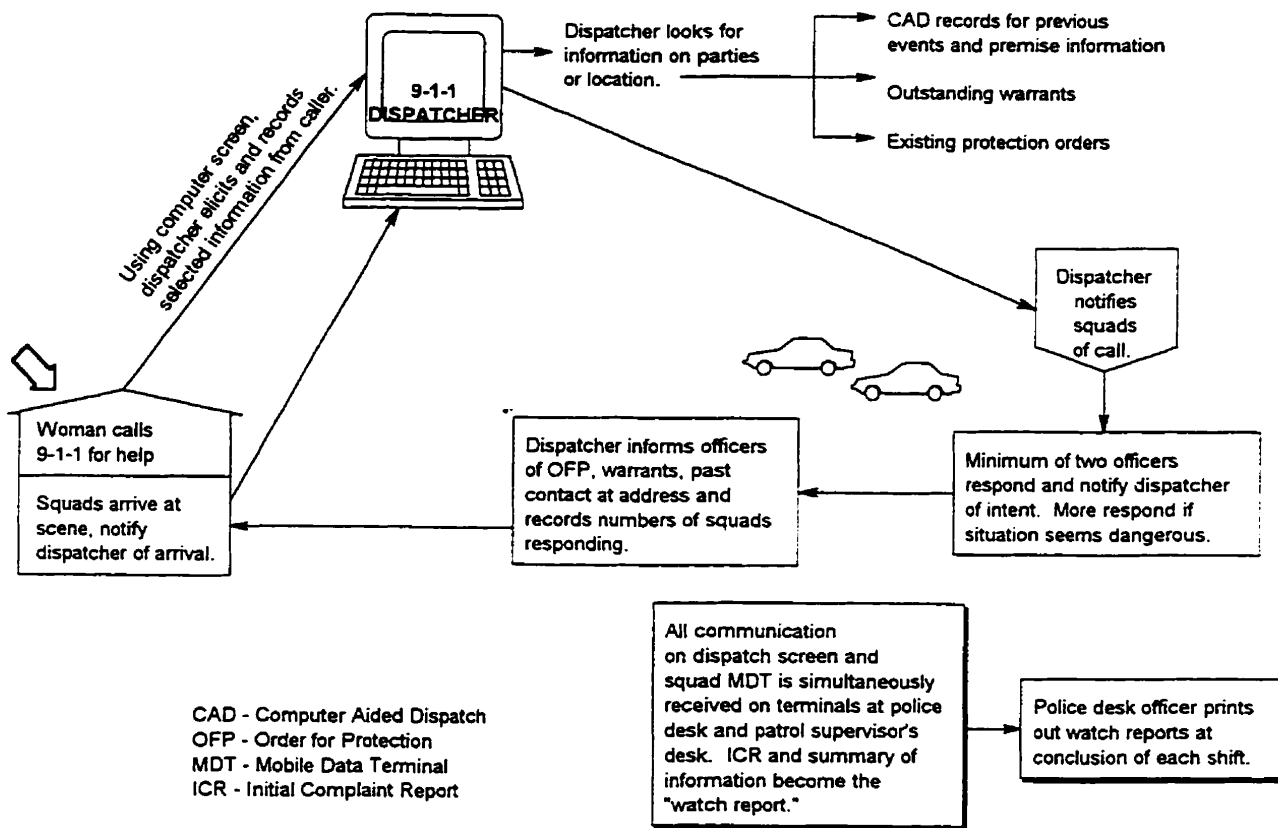 Dispatcher looks for
information on parties
or location.
CAD records for previous
events and premise information
Outstanding warrants
Existing protection orders
9-1-1
DISPATCHER
Using computer screen,
dispatcher elicits and records
selected information from caller.
Dispatcher
notifies
squads
of call.
Woman calls
9-1-1 for help
Squads arrive at
scene, notify
dispatcher of arrival.
Dispatcher informs officers
of OFP, warrants, past
contact at address and
records numbers of squads
responding.
Minimum of two officers
respond and notify dispatcher
of intent. More respond if
situation seems dangerous.
All communication
on dispatch screen and
squad MDT is simultaneously
received on terminals at police
desk and patrol supervisor's
desk. ICR and summary of
information become the
"watch report."
Police desk officer prints
out watch reports at
conclusion of each shift.
CAD - Computer Aided Dispatch
OFP - Order for Protection
MDT - Mobile Data Terminal
ICR - Initial Complaint Report